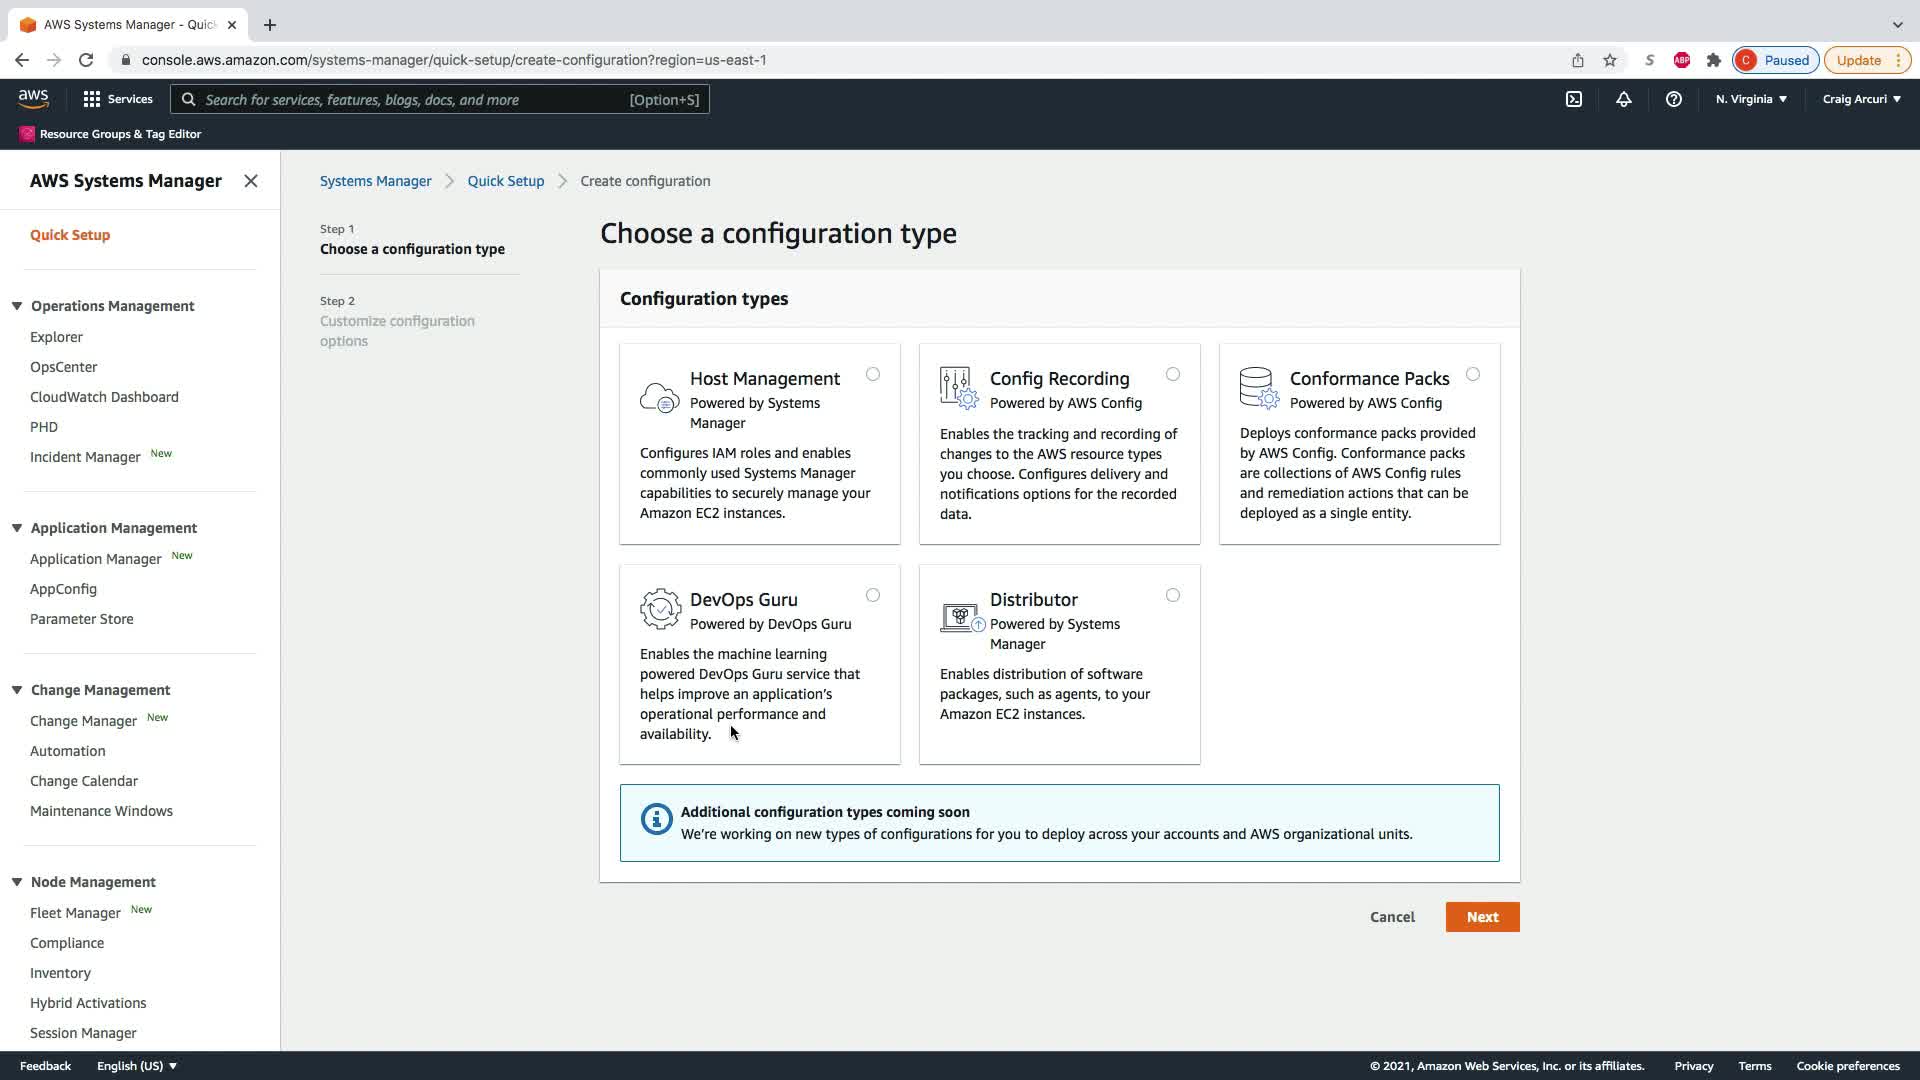 AWS Systems Manager - Quic
console.aws.amazon.com/systems-manager/quick-setup/create-configuration?region=us-east-1
S
ABP
C Paused
Update
aws
Services
Search for services, features, blogs, docs, and more [Option+S]
N. Virginia
Craig Arcuri
Resource Groups & Tag Editor
AWS Systems Manager
Quick Setup
Operations Management
Explorer
OpsCenter
CloudWatch Dashboard
PHD
Incident Manager New
Application Management
Application Manager New
AppConfig
Parameter Store
Change Management
Change Manager New
Automation
Change Calendar
Maintenance Windows
Node Management
Fleet Manager New
Compliance
Inventory
Hybrid Activations
Session Manager
Systems Manager
Quick Setup
Create configuration
Step 1
Choose a configuration type
Step 2
Customize configuration
options
Choose a configuration type
Configuration types
Host Management
Powered by Systems
Manager
Configures IAM roles and enables
commonly used Systems Manager
capabilities to securely manage your
Amazon EC2 instances.
Config Recording
Powered by AWS Config
Enables the tracking and recording of
changes to the AWS resource types
you choose. Configures delivery and
notifications options for the recorded
data.
Conformance Packs
Powered by AWS Config
Deploys conformance packs provided
by AWS Config. Conformance packs
are collections of AWS Config rules
and remediation actions that can be
deployed as a single entity.
DevOps Guru
Powered by DevOps Guru
Enables the machine learning
powered DevOps Guru service that
helps improve an application's
operational performance and
availability.
Distributor
Powered by Systems
Manager
Enables distribution of software
packages, such as agents, to your
Amazon EC2 instances.
Additional configuration types coming soon
We're working on new types of configurations for you to deploy across your accounts and AWS organizational units.
Cancel
Next
Feedback
English (US)
© 2021, Amazon Web Services, Inc. or its affiliates.
Privacy
Terms
Cookie preferences